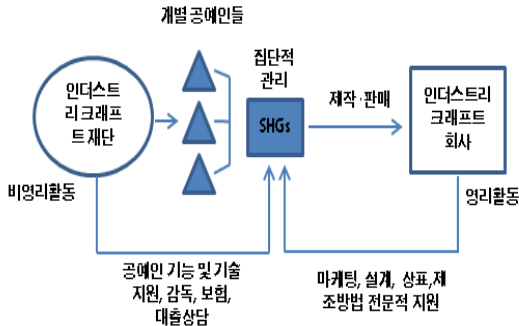 개별 공예인들
집단적
관리
인더스트
리 크래프
트 재단
SHGs
제작·판매
인더스트리
크래프트
회사
비영리활동
영리활동
공예인 기능 및 기술
지원, 감독, 보험,
대출상담
마케팅, 설계, 상표,제
조방법 전문적 지원